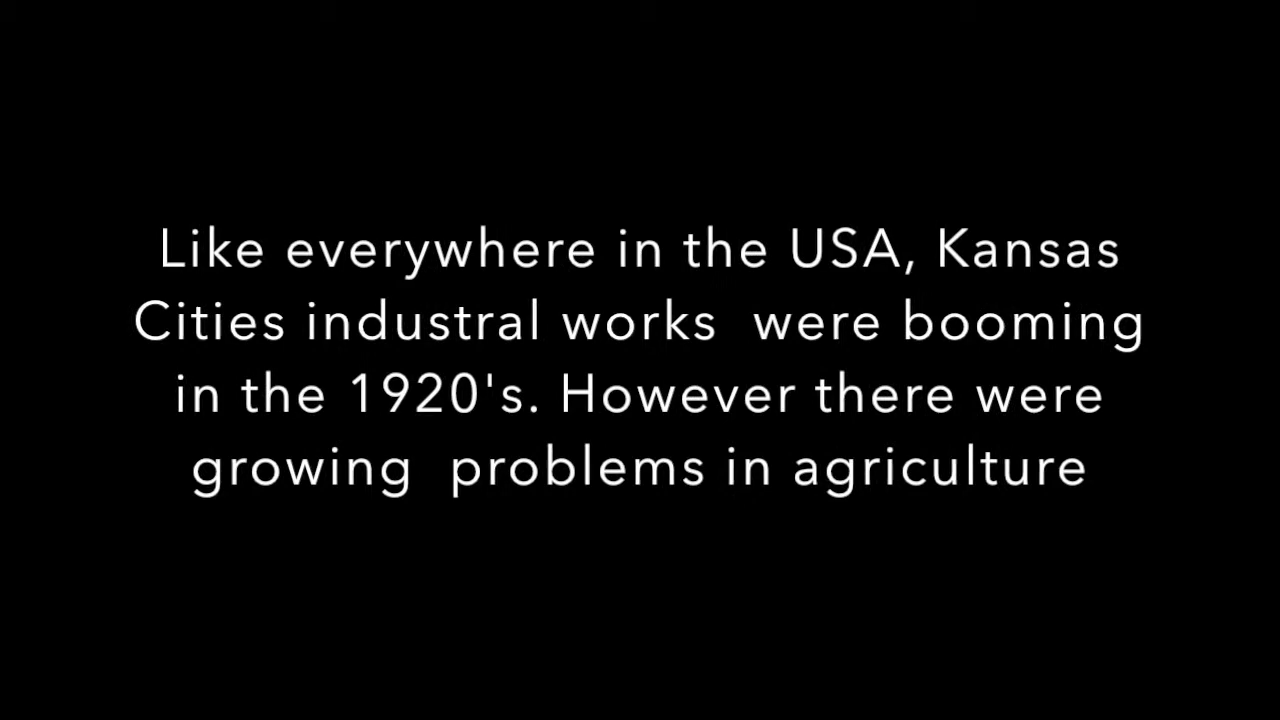 Like everywhere in the USA, Kansas
Cities industral works  were booming
in the 1920's. However there were
growing  problems in agriculture